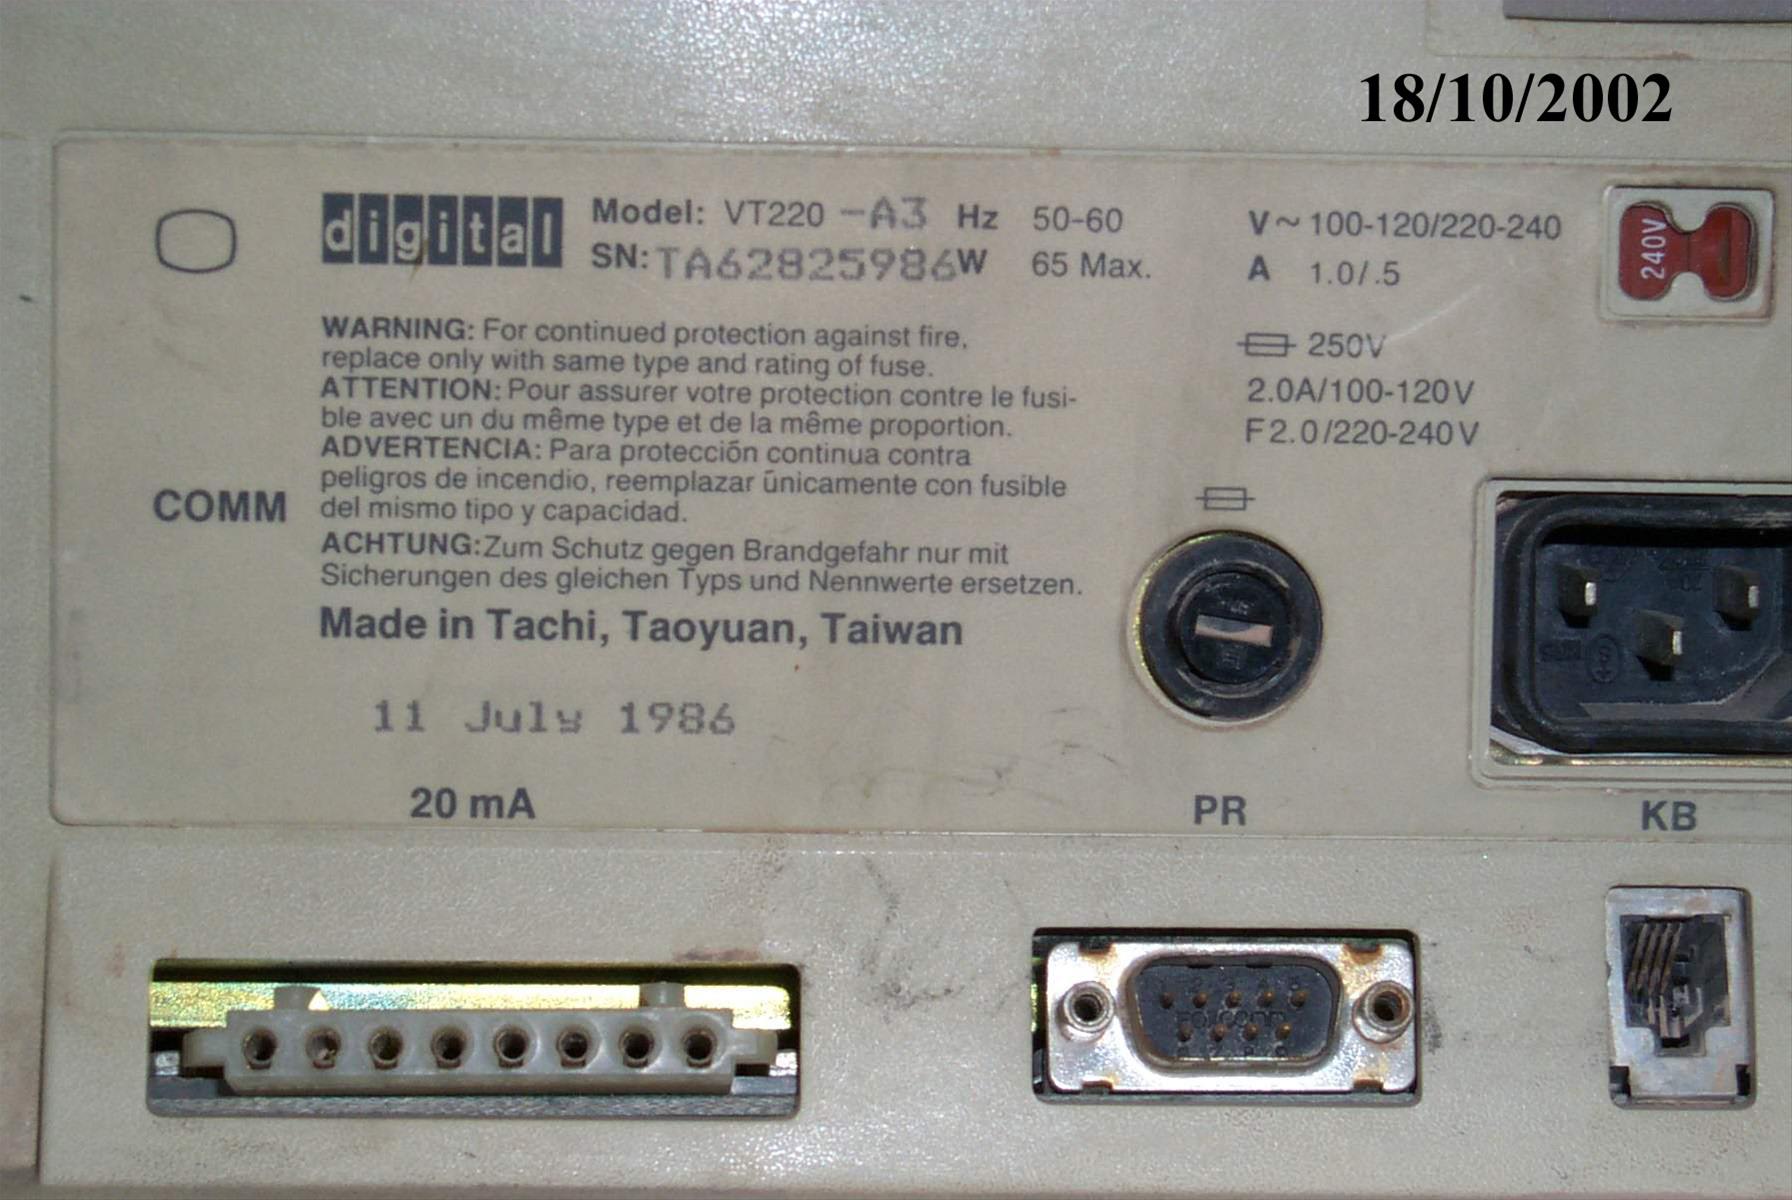 18/10/2002
digital Model: VT220 -A3 Hz 50-60 V~ 100-120/220-240
SN: TA62825986 W 65 Max. A 1.0/.5
240V
WARNING: For continued protection against fire,
replace only with same type and rating of fuse.
ATTENTION: Pour assurer votre protection contre le fusi-
ble avec un du même type et de la même proportion.
ADVERTENCIA: Para protección continua contra
peligros de incendio, reemplazar únicamente con fusible
del mismo tipo y capacidad.
ACHTUNG: Zum Schutz gegen Brandgefahr nur mit
Sicherungen des gleichen Typs und Nennwerte ersetzen.
Made in Tachi, Taoyuan, Taiwan
11 July 1986
250V
2.0A/100-120V
F2.0/220-240V
COMM
20 mA
PR
KB
FOXCONN